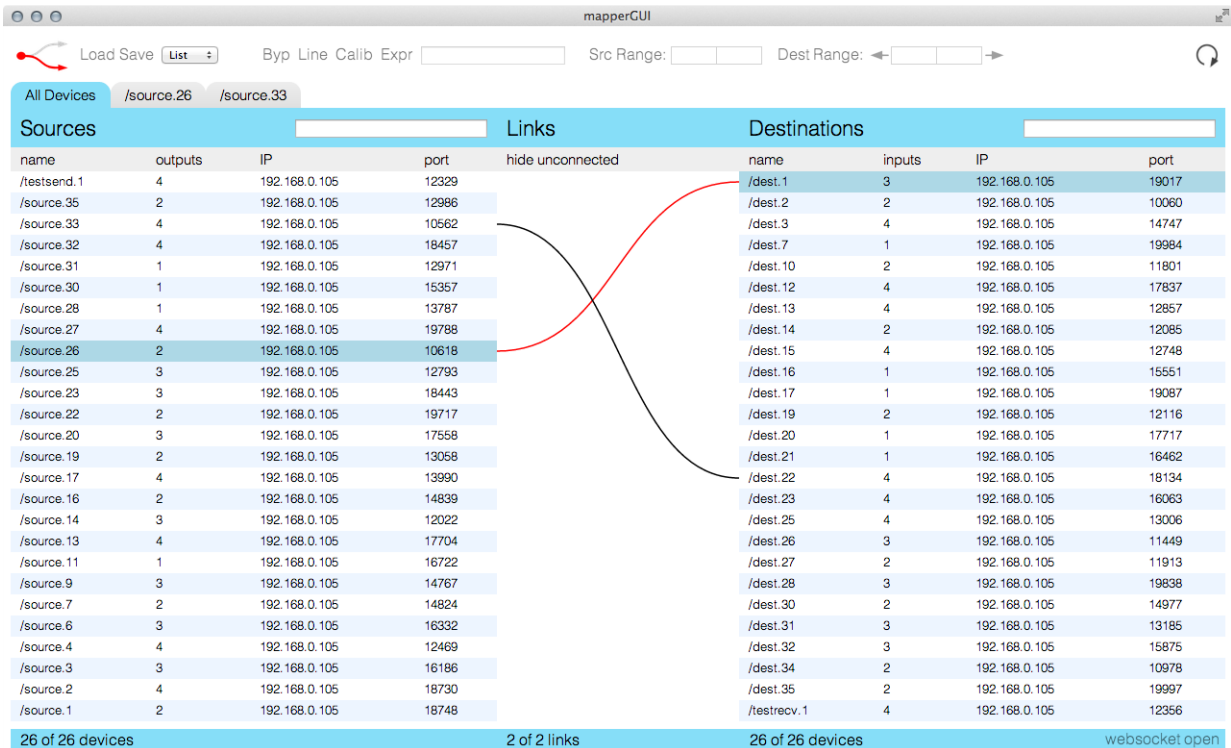 mapperGUI
Load Save List Byp Line Calib Expr Src Range: Dest Range:
All Devices /source.26 /source.33
Sources Links Destinations
name outputs IP port hide unconnected name inputs IP port
/testsend.1 4 192.168.0.105 12329 /dest.1 3 192.168.0.105 19017
/source.35 2 192.168.0.105 12986 /dest.2 2 192.168.0.105 10060
/source.33 4 192.168.0.105 10562 /dest.3 4 192.168.0.105 14747
/source.32 4 192.168.0.105 18457 /dest.7 1 192.168.0.105 19984
/source.31 1 192.168.0.105 12971 /dest.10 2 192.168.0.105 11801
/source.30 1 192.168.0.105 15357 /dest.12 4 192.168.0.105 17837
/source.28 1 192.168.0.105 13787 /dest.13 4 192.168.0.105 12857
/source.27 4 192.168.0.105 19788 /dest.14 2 192.168.0.105 12085
/source.26 2 192.168.0.105 10618 /dest.15 4 192.168.0.105 12748
/source.25 3 192.168.0.105 12793 /dest.16 1 192.168.0.105 15551
/source.23 3 192.168.0.105 18443 /dest.17 1 192.168.0.105 19087
/source.22 2 192.168.0.105 19717 /dest.19 2 192.168.0.105 12116
/source.20 3 192.168.0.105 17558 /dest.20 1 192.168.0.105 17717
/source.19 2 192.168.0.105 13058 /dest.21 1 192.168.0.105 16462
/source.17 4 192.168.0.105 13990 /dest.22 4 192.168.0.105 18134
/source.16 2 192.168.0.105 14839 /dest.23 4 192.168.0.105 16063
/source.14 3 192.168.0.105 12022 /dest.25 4 192.168.0.105 13006
/source.13 4 192.168.0.105 17704 /dest.26 3 192.168.0.105 11449
/source.11 1 192.168.0.105 16722 /dest.27 2 192.168.0.105 11913
/source.9 3 192.168.0.105 14767 /dest.28 3 192.168.0.105 19838
/source.7 2 192.168.0.105 14824 /dest.30 2 192.168.0.105 14977
/source.6 3 192.168.0.105 16332 /dest.31 3 192.168.0.105 13185
/source.4 4 192.168.0.105 12469 /dest.32 3 192.168.0.105 15875
/source.3 3 192.168.0.105 16186 /dest.34 2 192.168.0.105 10978
/source.2 4 192.168.0.105 18730 /dest.35 2 192.168.0.105 19997
/source.1 2 192.168.0.105 18748 /testrecv.1 4 192.168.0.105 12356
26 of 26 devices 2 of 2 links 26 of 26 devices websocket open